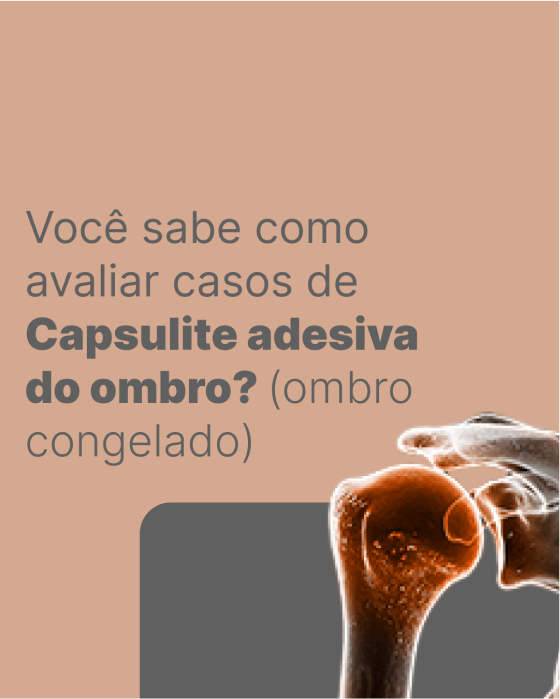 Você sabe como
avaliar casos de
Capsulite adesiva
do ombro? (ombro
congelado)